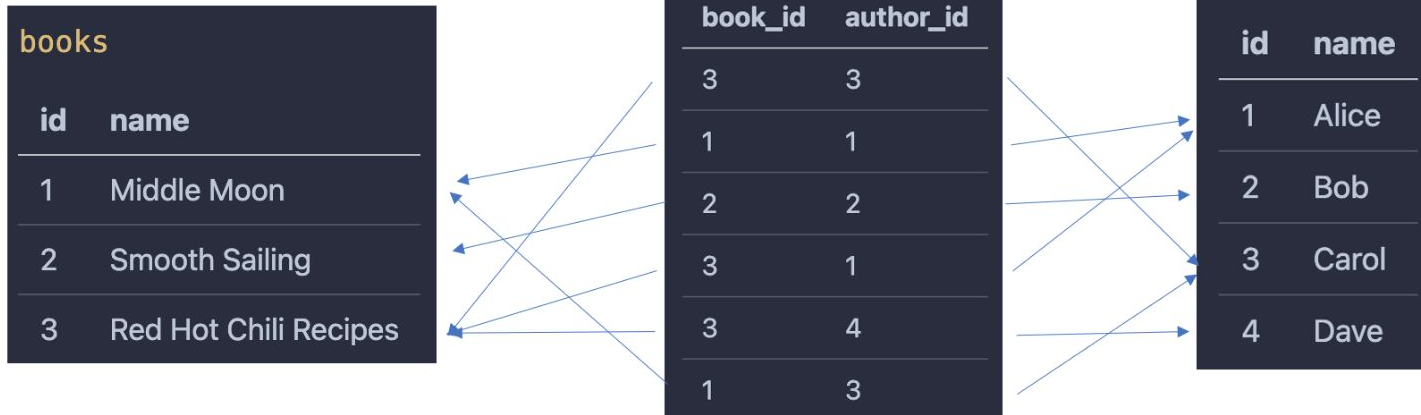 books
id name
1 Middle Moon
2 Smooth Sailing
3 Red Hot Chili Recipes
book_id author_id
3 3
1 1
2 2
3 1
3 4
1 3
id name
1 Alice
2 Bob
3 Carol
4 Dave